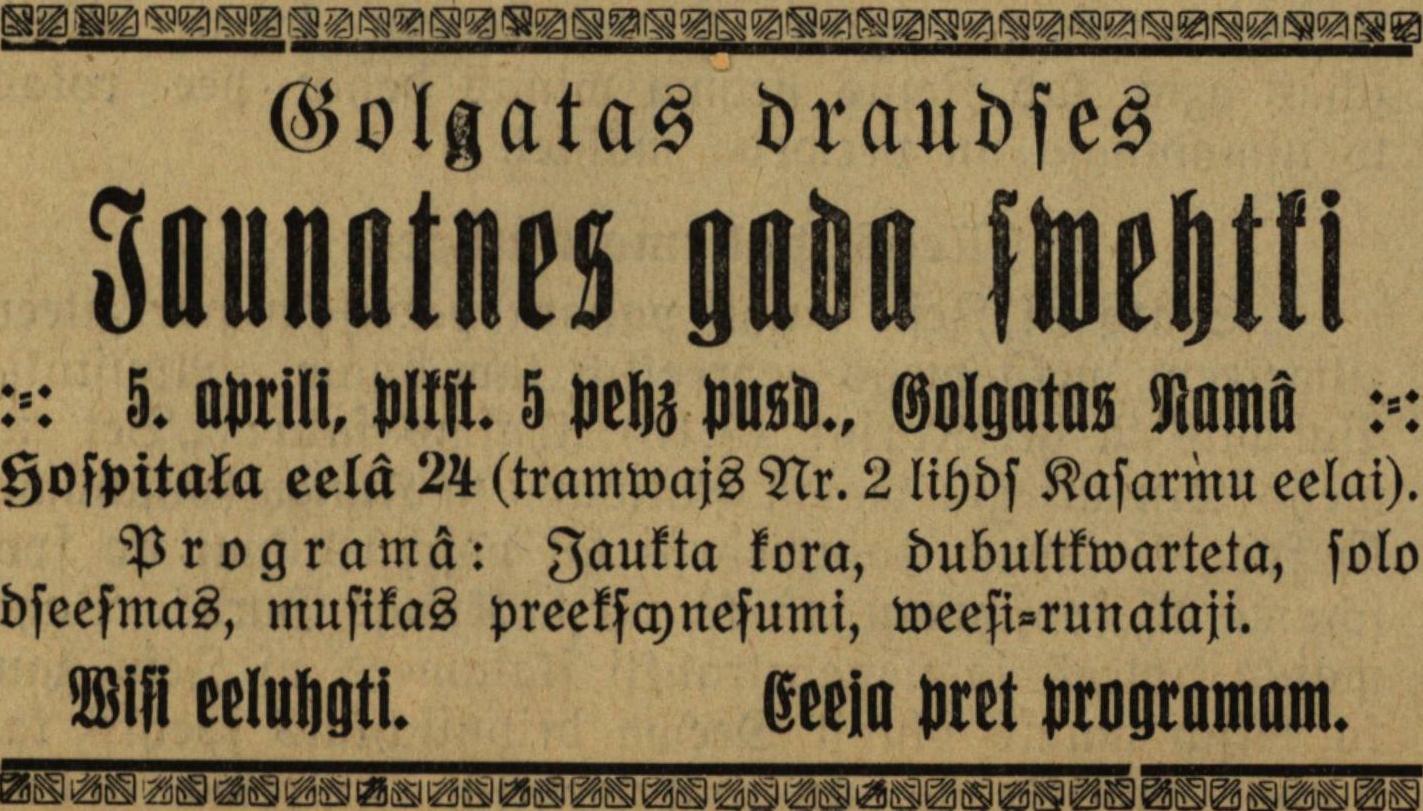 Golgatas draudſes
Jaunatnes gada ſwehtki
:-: 5. aprili, plkſt. 5 pehz pusd., Golgatas Namâ :-:
Hoſpitaļa eelâ 24 (tramwajs Nr. 2 lihdſ Kaſarmu eelai).
Programâ: Jaukta kora, dubultkwarteta, ſolo
dſeeſmas, muſikas preekſchneſumi, weeſi-runataji.
Wiſi eeluhgti. Eeeja pret programam.